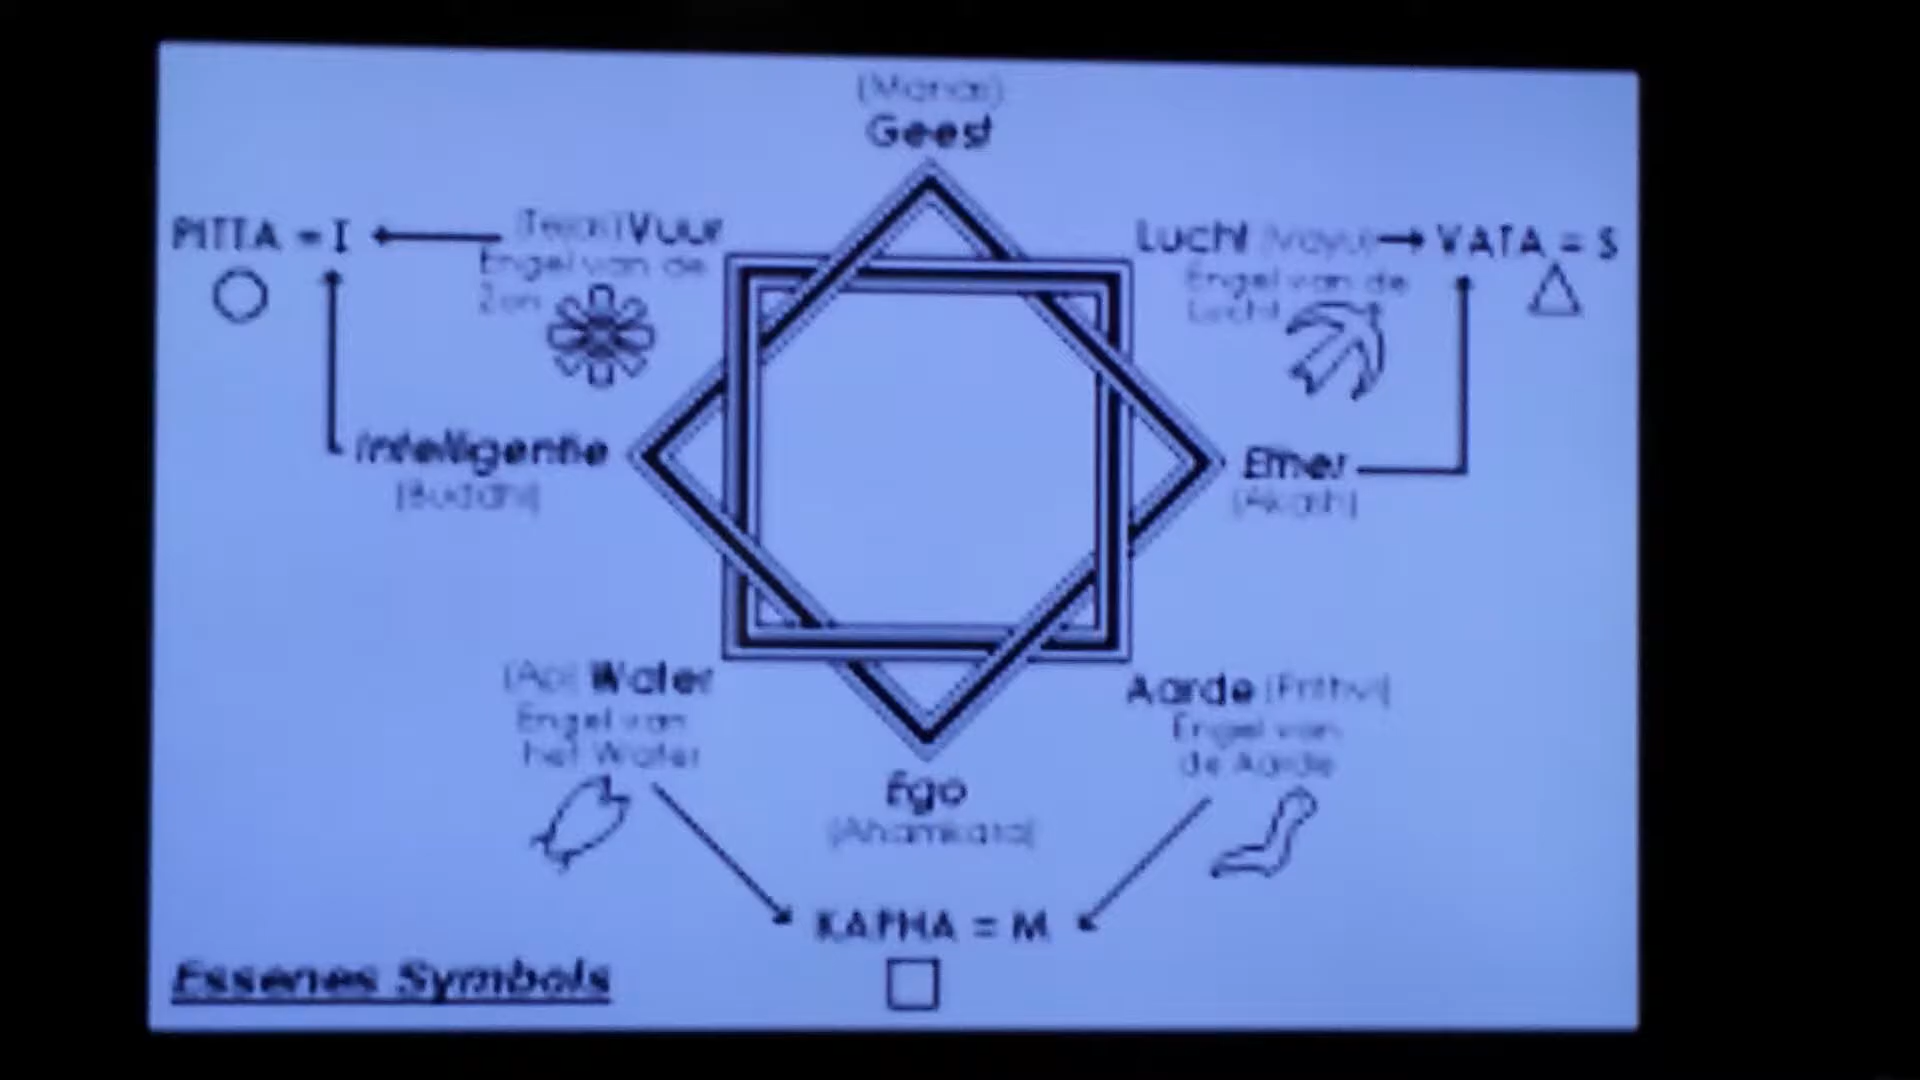 (Manas)
Geest
PITTA = I
(Tejas) Vuur
Engel van de
Zon
Lucht (Vayu)
VATA = S
Engel van de
Lucht
Intelligentie
(Buddhi)
Ether
(Akash)
(Ap) Water
Engel van
het Water
Aarde (Prithvi)
Engel van
de Aarde
Ego
(Ahamkara)
KAPHA = M
Essenes Symbols